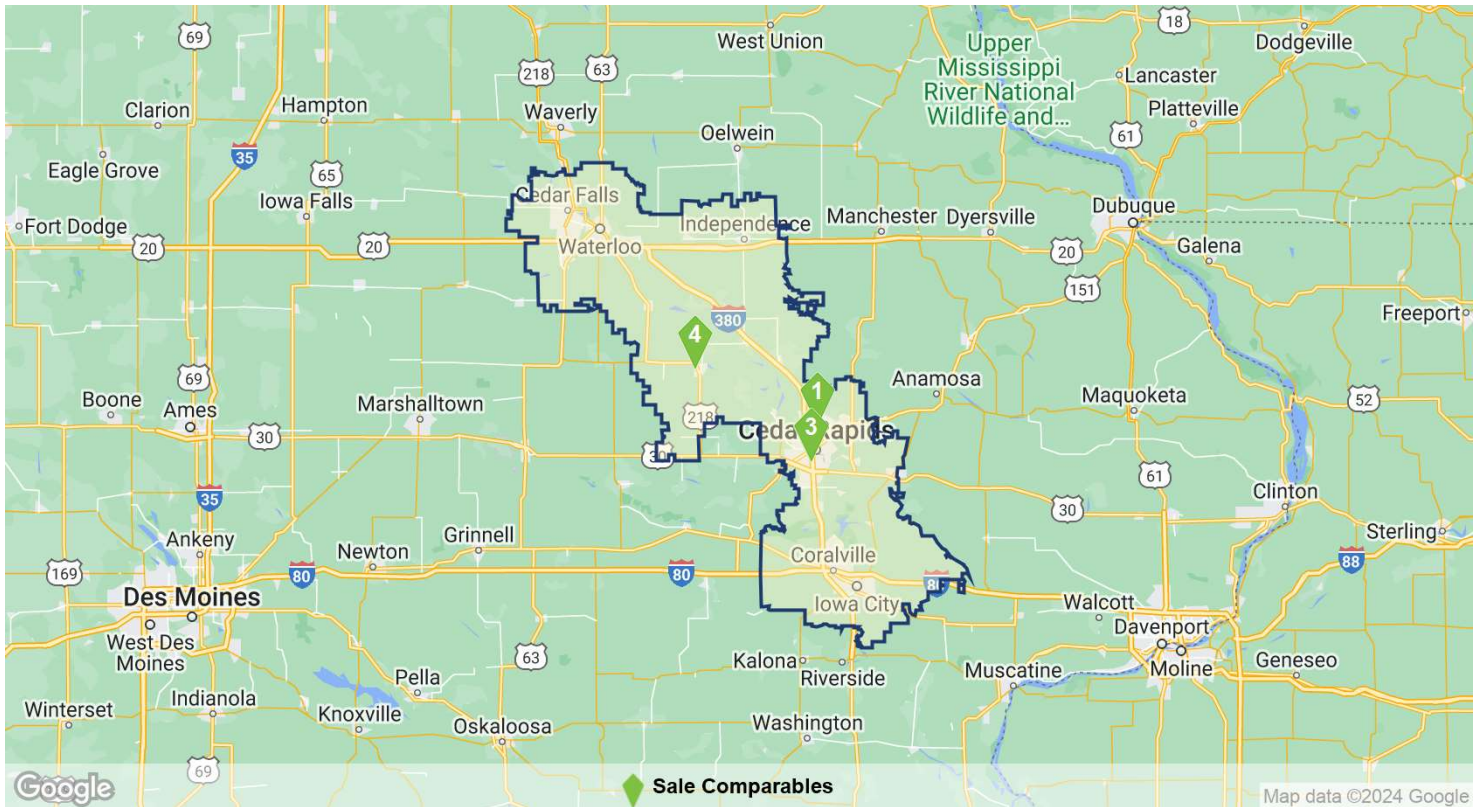 69
18
West Union
Dodgeville
Upper
Mississippi
River National
Wildlife and...
218
63
Lancaster
Clarion
Hampton
Waverly
Platteville
Oelwein
61
35
Eagle Grove
65
Cedar Falls
Iowa Falls
Dubuque
Fort Dodge
Independence
Manchester
Dyersville
20
20
Waterloo
20
Galena
151
380
Freeport
4
69
Anamosa
1
Boone
Ames
Marshalltown
218
Maquoketa
52
3
Cedar Rapids
30
30
61
35
30
Clinton
Grinnell
Sterling
Ankeny
Newton
Coralville
169
80
80
80
88
Des Moines
Iowa City
Walcott
West Des
Moines
Davenport
63
Kalona
Riverside
Moline
Geneseo
Pella
Muscatine
Indianola
Winterset
Knoxville
Washington
Oskaloosa
69
Google
Sale Comparables
Map data ©2024 Google